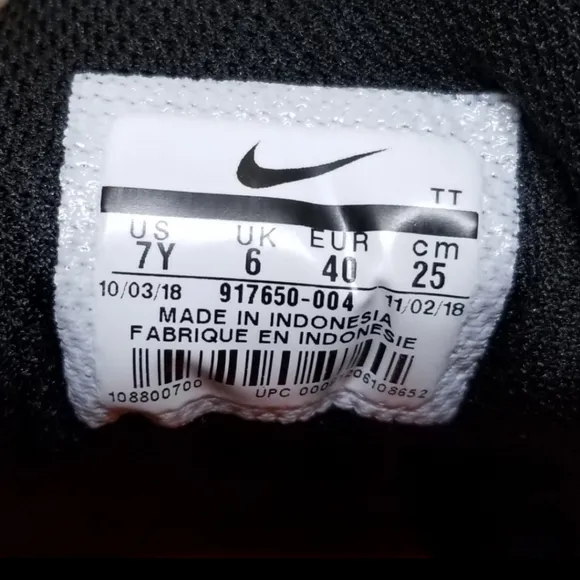 TT
US UK EUR cm
7Y 6 40 25
10/03/18 917650-004 11/02/18
MADE IN INDONESIA
FABRIQUE EN INDONESIE
108800700